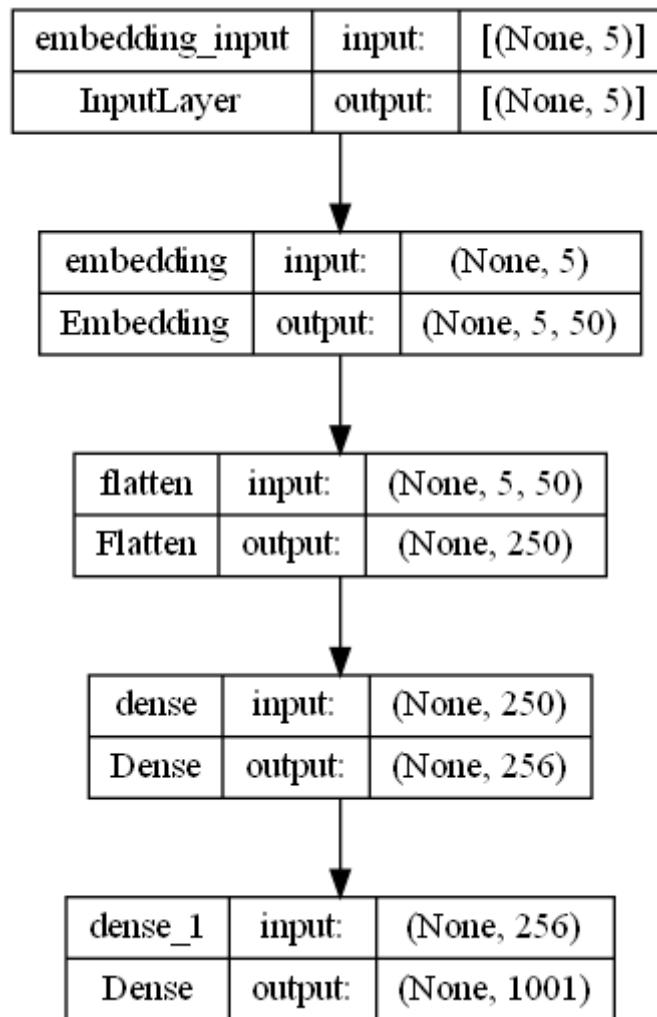 embedding_input input: [(None, 5)]
InputLayer output: [(None, 5)]
embedding input: (None, 5)
Embedding output: (None, 5, 50)
flatten input: (None, 5, 50)
Flatten output: (None, 250)
dense input: (None, 250)
Dense output: (None, 256)
dense_1 input: (None, 256)
Dense output: (None, 1001)